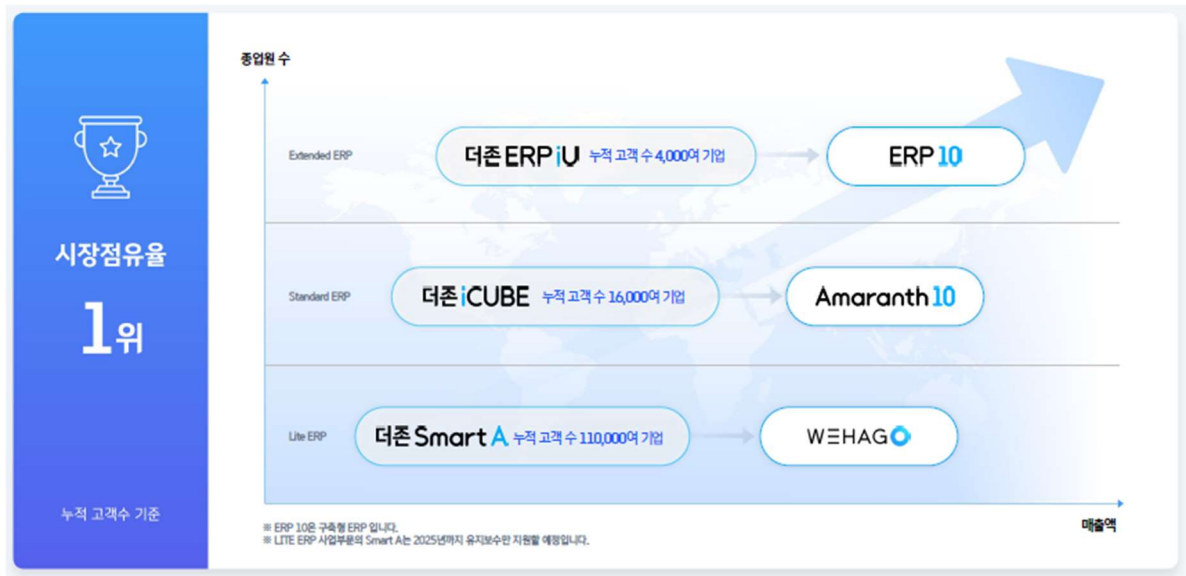 시장점유율
1위
누적 고객수 기준
종업원 수
Extended ERP
더존 ERP iU 누적 고객 수 4,000여 기업
ERP 10
Standard ERP
더존 iCUBE 누적 고객 수 16,000여 기업
Amaranth 10
Lite ERP
더존 Smart A 누적 고객 수 110,000여 기업
WEHAGO
매출액
※ ERP 10은 구축형 ERP 입니다.
※ LITE ERP 사업부문의 Smart A는 2025년까지 유지보수만 지원할 예정입니다.